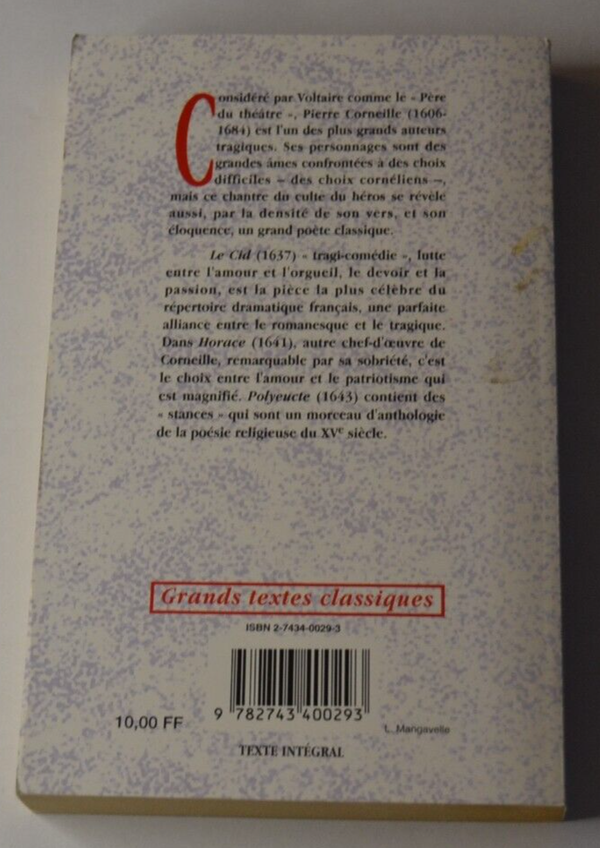 Considéré par Voltaire comme le « Père
du théâtre », Pierre Corneille (1606-
1684) est l'un des plus grands auteurs
tragiques. Ses personnages sont des
grandes âmes confrontées à des choix
difficiles – des choix cornéliens –,
mais ce chantre du culte du héros se révèle
aussi, par la densité de son vers, et son
éloquence, un grand poète classique.
Le Cid (1637) « tragi-comédie », lutte
entre l'amour et l'orgueil, le devoir et la
passion, est la pièce la plus célèbre du
répertoire dramatique français, une parfaite
alliance entre le romanesque et le tragique.
Dans Horace (1641), autre chef-d'œuvre de
Corneille, remarquable par sa sobriété, c'est
le choix entre l'amour et le patriotisme qui
est magnifié. Polyeucte (1643) contient des
« stances » qui sont un morceau d'anthologie
de la poésie religieuse du XVe siècle.
Grands textes classiques
ISBN 2-7434-0029-3
9 782743 400293
10,00 FF
L. Mangavelle
TEXTE INTÉGRAL